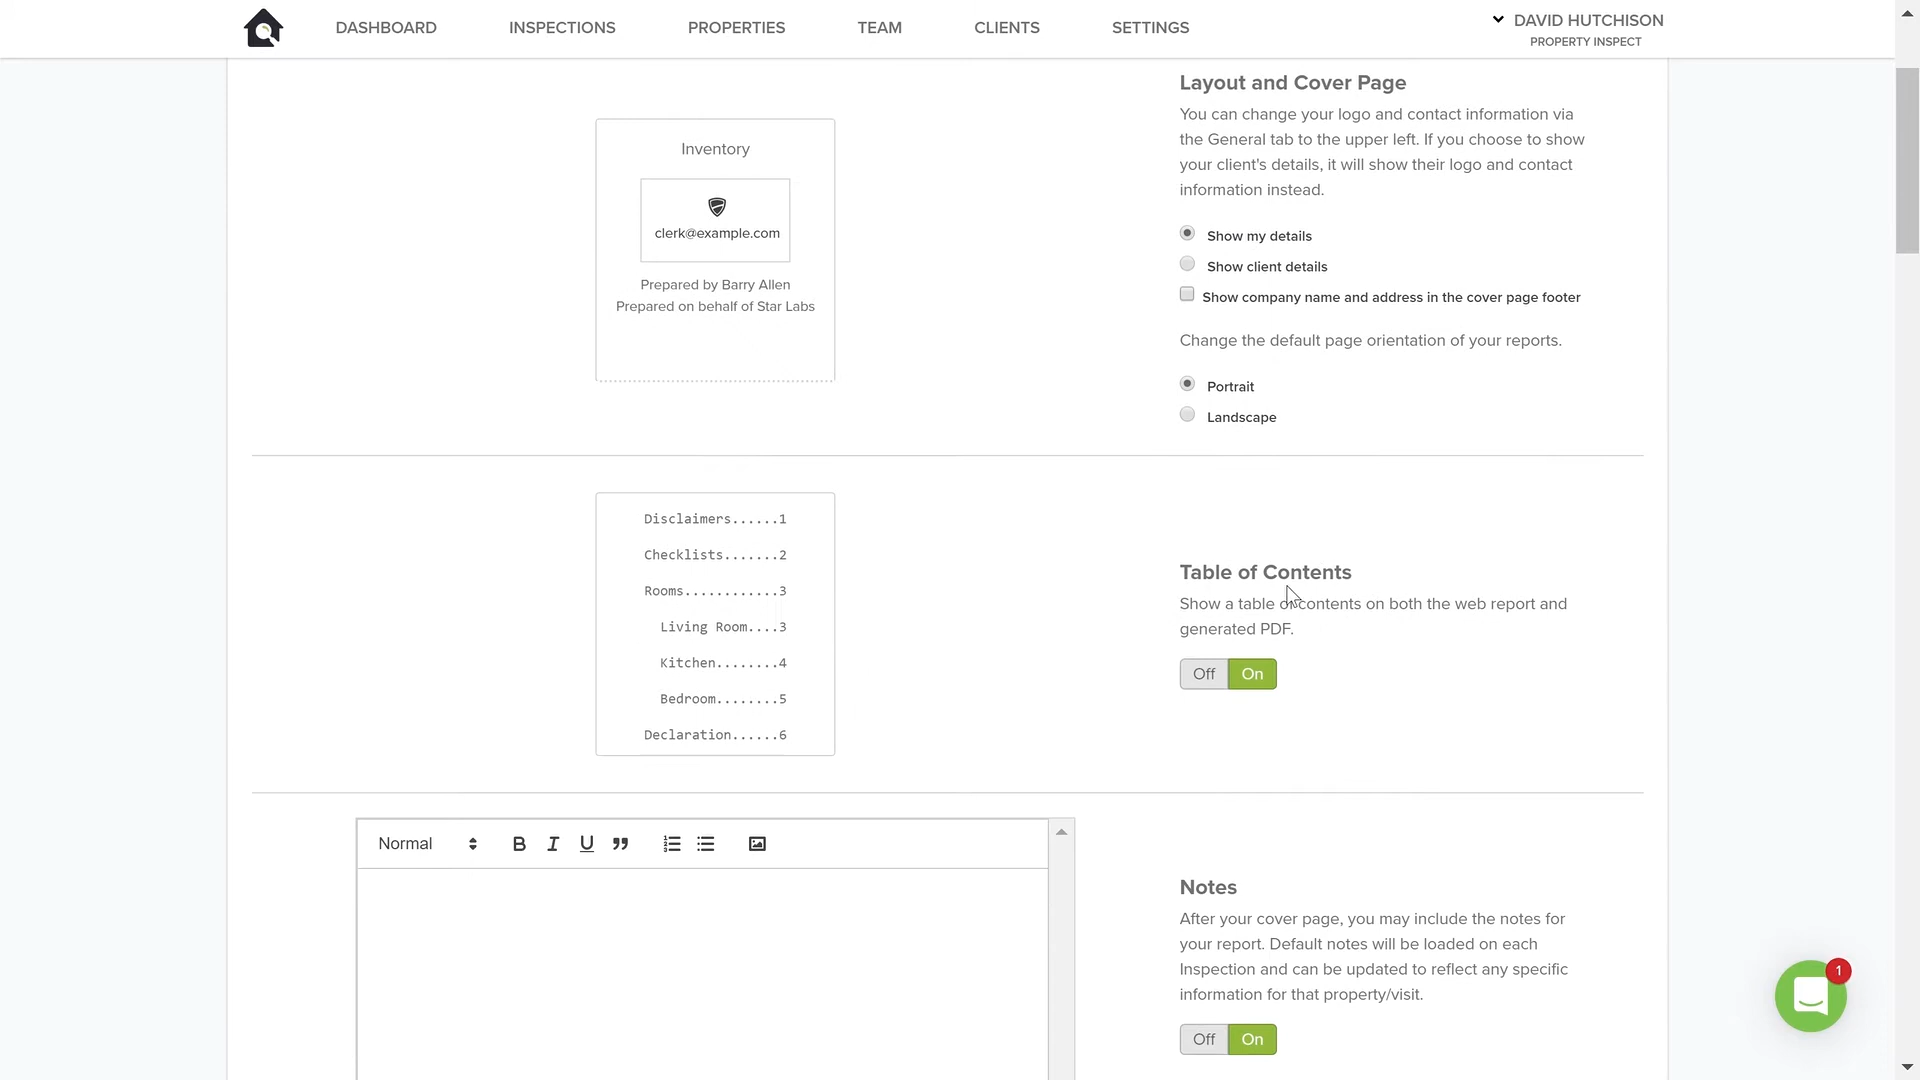 DASHBOARD
INSPECTIONS
PROPERTIES
TEAM
CLIENTS
SETTINGS
DAVID HUTCHISON
PROPERTY INSPECT
Inventory
clerk@example.com
Prepared by Barry Allen
Prepared on behalf of Star Labs
Layout and Cover Page
You can change your logo and contact information via
the General tab to the upper left. If you choose to show
your client's details, it will show their logo and contact
information instead.
Show my details
Show client details
Show company name and address in the cover page footer
Change the default page orientation of your reports.
Portrait
Landscape
Disclaimers......1
Checklists.......2
Rooms............3
Living Room....3
Kitchen........4
Bedroom........5
Declaration......6
Table of Contents
Show a table of contents on both the web report and
generated PDF.
Off On
Normal
B I U
Notes
After your cover page, you may include the notes for
your report. Default notes will be loaded on each
Inspection and can be updated to reflect any specific
information for that property/visit.
Off On
1